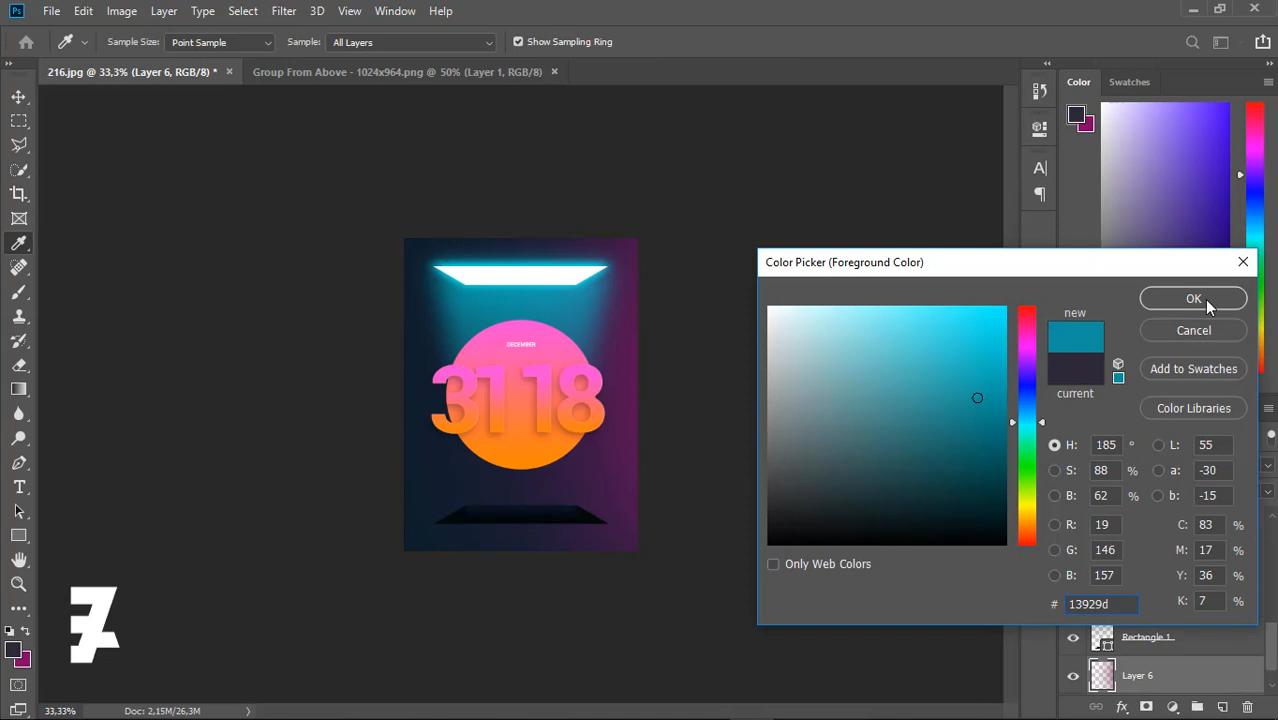 Ps File Edit Image Layer Type Select Filter 3D View Window Help
Sample Size: Point Sample Sample: All Layers Show Sampling Ring
216.jpg @ 33,3% (Layer 6, RGB/8) * Group From Above - 1024x964.png @ 50% (Layer 1, RGB/8)
Color Swatches
Color Picker (Foreground Color)
OK
new
Cancel
DECEMBER
Add to Swatches
31 18
current
Color Libraries
H: 185 ° L: 55
S: 88 % a: -30
B: 62 % b: -15
R: 19 C: 83 %
G: 146 M: 17 %
Only Web Colors
B: 157 Y: 36 %
# 13929d K: 7 %
Rectangle 1
Layer 6
33,33% Doc: 2,15M/26,3M